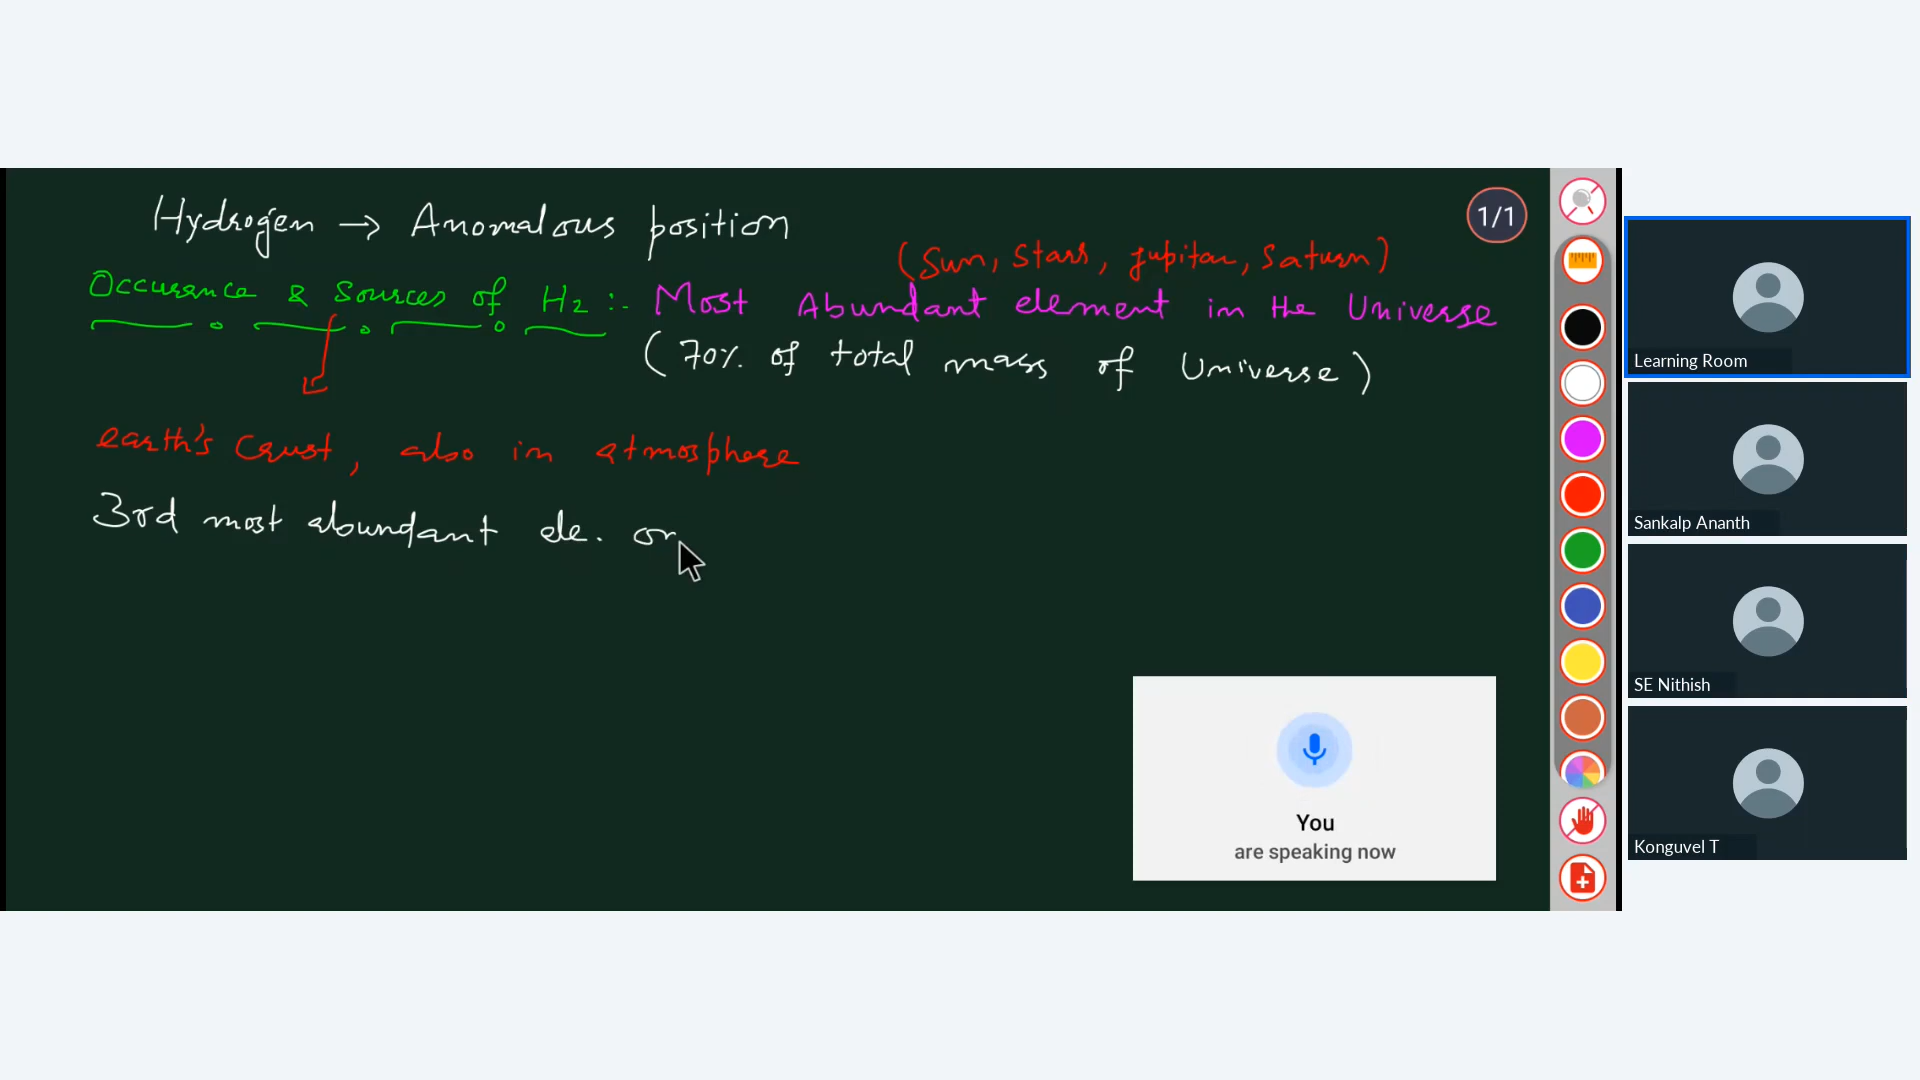 Hydrogen → Anomalous position
1/1
(Sun, Stars, Jupitar, Saturn)
Occurance & Sources of H2 :- Most Abundant element in the Universe
(70% of total mass of Universe)
earth's Crust, also in atmosphere
3rd most abundant ele. on
You
are speaking now
Learning Room
Sankalp Ananth
SE Nithish
Konguvel T